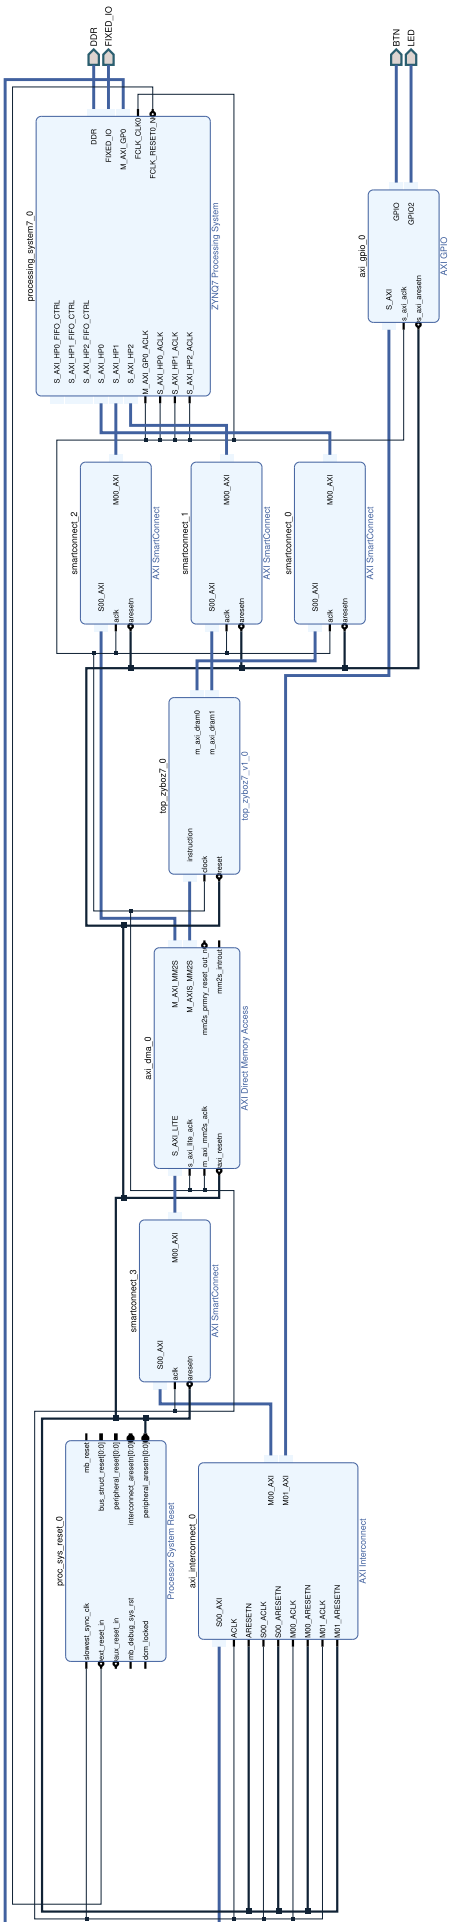 DDR
FIXED_IO
BTN
LED
processing_system7_0
DDR
FIXED_IO
M_AXI_GP0
FCLK_CLK0
FCLK_RESET0_N
S_AXI_HP0_FIFO_CTRL
S_AXI_HP1_FIFO_CTRL
S_AXI_HP2_FIFO_CTRL
S_AXI_HP0
S_AXI_HP1
S_AXI_HP2
M_AXI_GP0_ACLK
S_AXI_HP0_ACLK
S_AXI_HP1_ACLK
S_AXI_HP2_ACLK
ZYNQ7 Processing System
axi_gpio_0
GPIO
GPIO2
S_AXI
s_axi_aclk
s_axi_aresetn
AXI GPIO
smartconnect_2
M00_AXI
S00_AXI
aclk
aresetn
AXI SmartConnect
smartconnect_1
M00_AXI
S00_AXI
aclk
aresetn
AXI SmartConnect
smartconnect_0
M00_AXI
S00_AXI
aclk
aresetn
AXI SmartConnect
top_zyboz7_0
m_axi_dram0
m_axi_dram1
instruction
clock
reset
top_zyboz7_v1_0
axi_dma_0
M_AXI_MM2S
M_AXIS_MM2S
mm2s_prmry_reset_out_n
mm2s_introut
S_AXI_LITE
s_axi_lite_aclk
m_axi_mm2s_aclk
axi_resetn
AXI Direct Memory Access
smartconnect_3
M00_AXI
S00_AXI
aclk
aresetn
AXI SmartConnect
proc_sys_reset_0
mb_reset
bus_struct_reset[0:0]
peripheral_reset[0:0]
interconnect_aresetn[0:0]
peripheral_aresetn[0:0]
slowest_sync_clk
ext_reset_in
aux_reset_in
mb_debug_sys_rst
dcm_locked
Processor System Reset
axi_interconnect_0
M00_AXI
M01_AXI
S00_AXI
ACLK
ARESETN
S00_ACLK
S00_ARESETN
M00_ACLK
M00_ARESETN
M01_ACLK
M01_ARESETN
AXI Interconnect